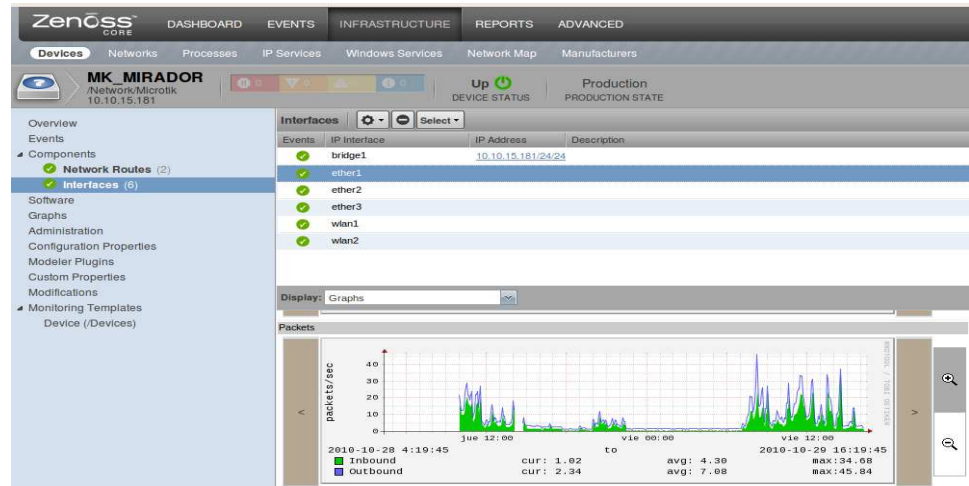 Zenoss CORE DASHBOARD EVENTS INFRASTRUCTURE REPORTS ADVANCED
Devices Networks Processes IP Services Windows Services Network Map Manufacturers
MK_MIRADOR
/Network/Microtik
10.10.15.181
0 0 0
Up
DEVICE STATUS
Production
PRODUCTION STATE
Overview
Events
Components
Network Routes (2)
Interfaces (6)
Software
Graphs
Administration
Configuration Properties
Modeler Plugins
Custom Properties
Modifications
Monitoring Templates
Device (/Devices)
Interfaces Select
Events IP Interface IP Address Description
bridge1 10.10.15.181/24/24
ether1
ether2
ether3
wlan1
wlan2
Display: Graphs
Packets
packets/sec
40
30
20
10
0
jue 12:00 vie 00:00 vie 12:00
2010-10-28 4:19:45 to 2010-10-29 16:19:45
Inbound cur: 1.02 avg: 4.30 max:34.68
Outbound cur: 2.34 avg: 7.08 max:45.84
RRDTOOL / TOBI OETIKER
< >